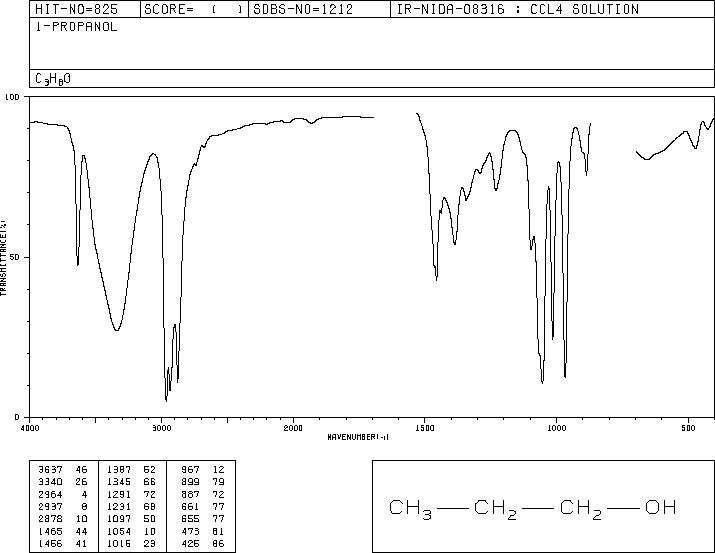 HIT-NO=825 SCORE= ( ) SDBS-NO=1212 IR-NIDA-08316 : CCL4 SOLUTION
1-PROPANOL
C3H8O
100
50
0
TRANSMITTANCE(%)
4000 3000 2000 1500 1000 500
WAVENUMBER(-1)
3637 46 1387 52 967 12
3340 26 1345 66 899 79
2964 4 1291 72 887 72
2937 8 1231 68 661 77
2878 10 1097 50 655 77
1465 44 1054 10 473 81
1456 41 1015 23 425 86
CH3 — CH2 — CH2 — OH